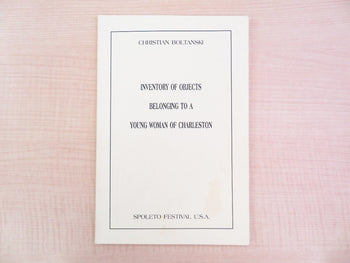 CHRISTIAN BOLTANSKI
INVENTORY OF OBJECTS
BELONGING TO A
YOUNG WOMAN OF CHARLESTON
SPOLETO FESTIVAL U.S.A.